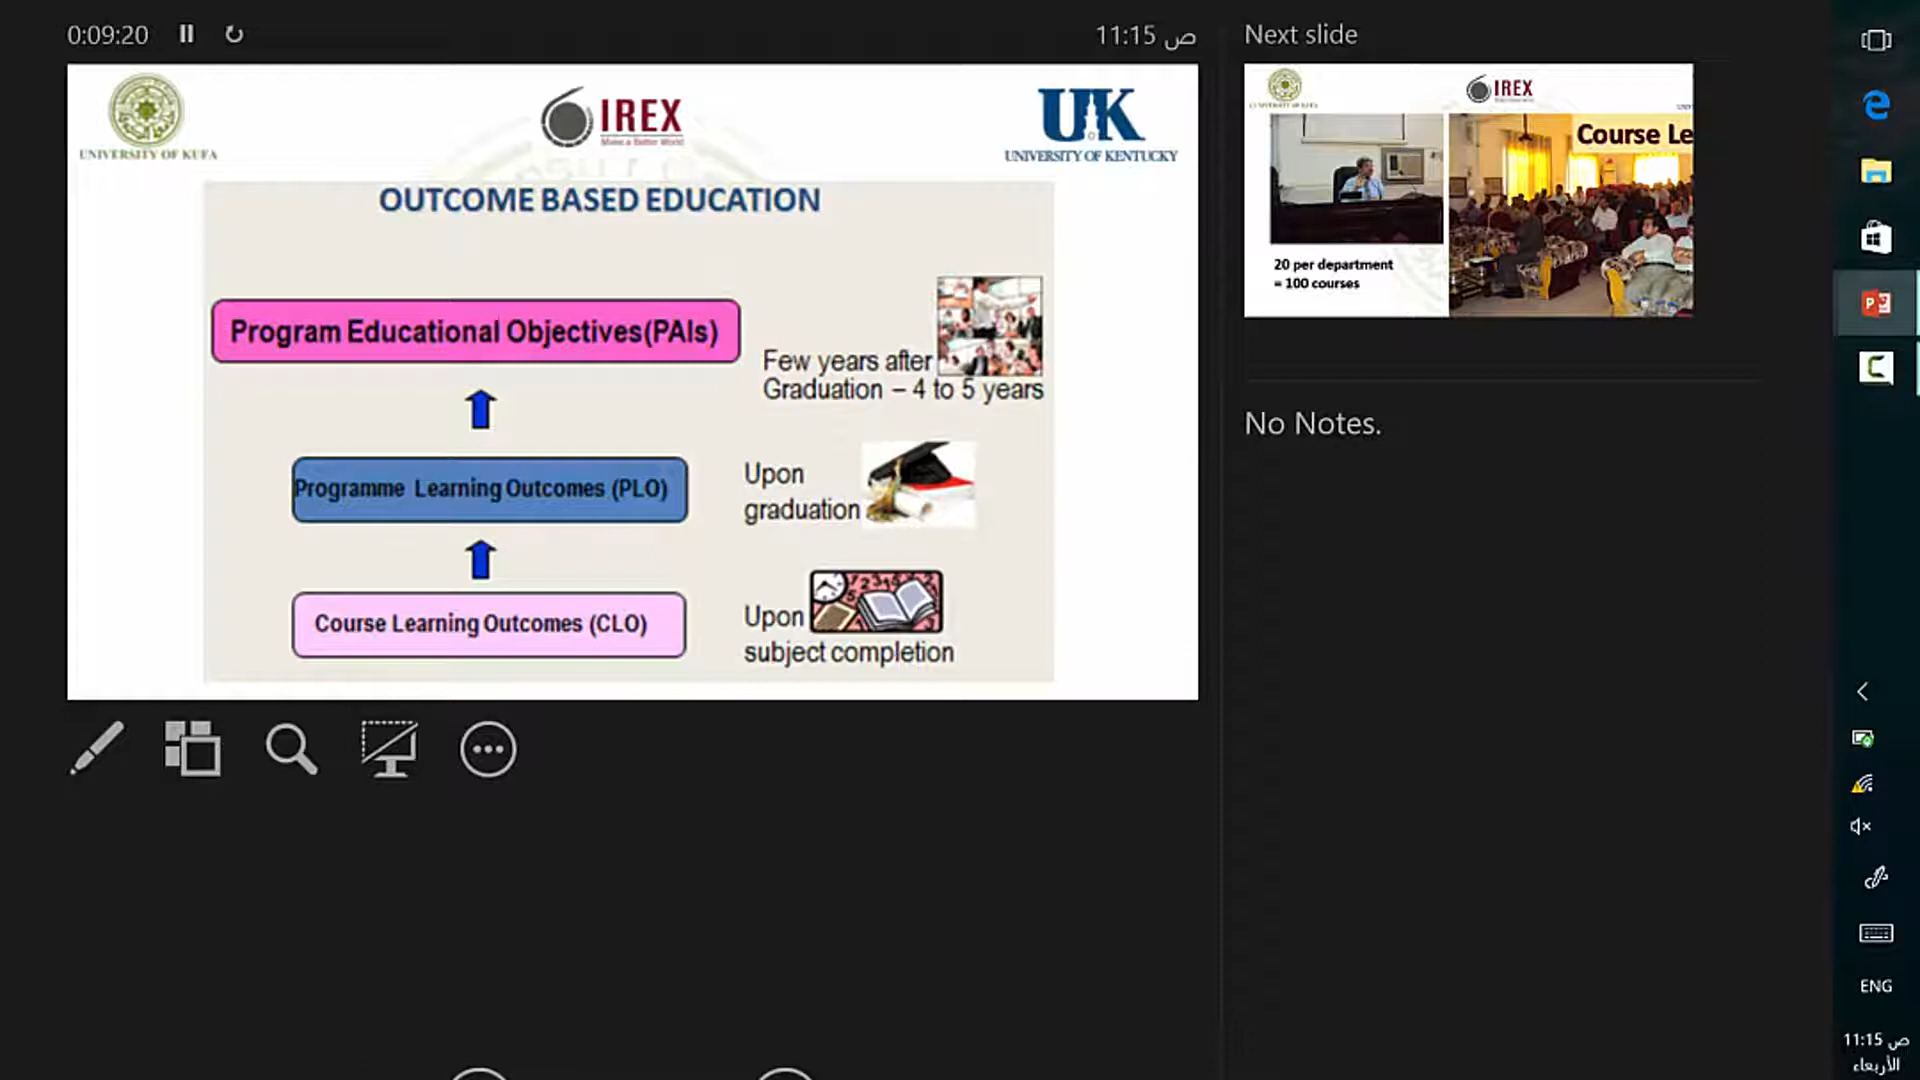 0:09:20
11:15 ص
Next slide
UNIVERSITY OF KUFA
IREX
Make a Better World
UK
UNIVERSITY OF KENTUCKY
OUTCOME BASED EDUCATION
Program Educational Objectives(PAIs)
Few years after
Graduation – 4 to 5 years
Programme Learning Outcomes (PLO)
Upon
graduation
Course Learning Outcomes (CLO)
Upon
subject completion
IREX
Course Le
20 per department
= 100 courses
No Notes.
ENG
11:15 ص
الأربعاء